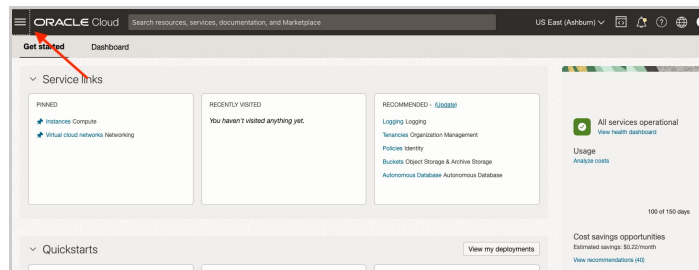 ORACLE Cloud
Search resources, services, documentation, and Marketplace
US East (Ashburn)
Get started
Dashboard
Service links
PINNED
Instances Compute
Virtual cloud networks Networking
RECENTLY VISITED
You haven't visited anything yet.
RECOMMENDED - (Update)
Logging Logging
Tenancies Organization Management
Policies Identity
Buckets Object Storage & Archive Storage
Autonomous Database Autonomous Database
All services operational
View health dashboard
Usage
Analyze costs
100 of 150 days
Cost savings opportunities
Estimated savings: $0.22/month
View recommendations (40)
Quickstarts
View my deployments